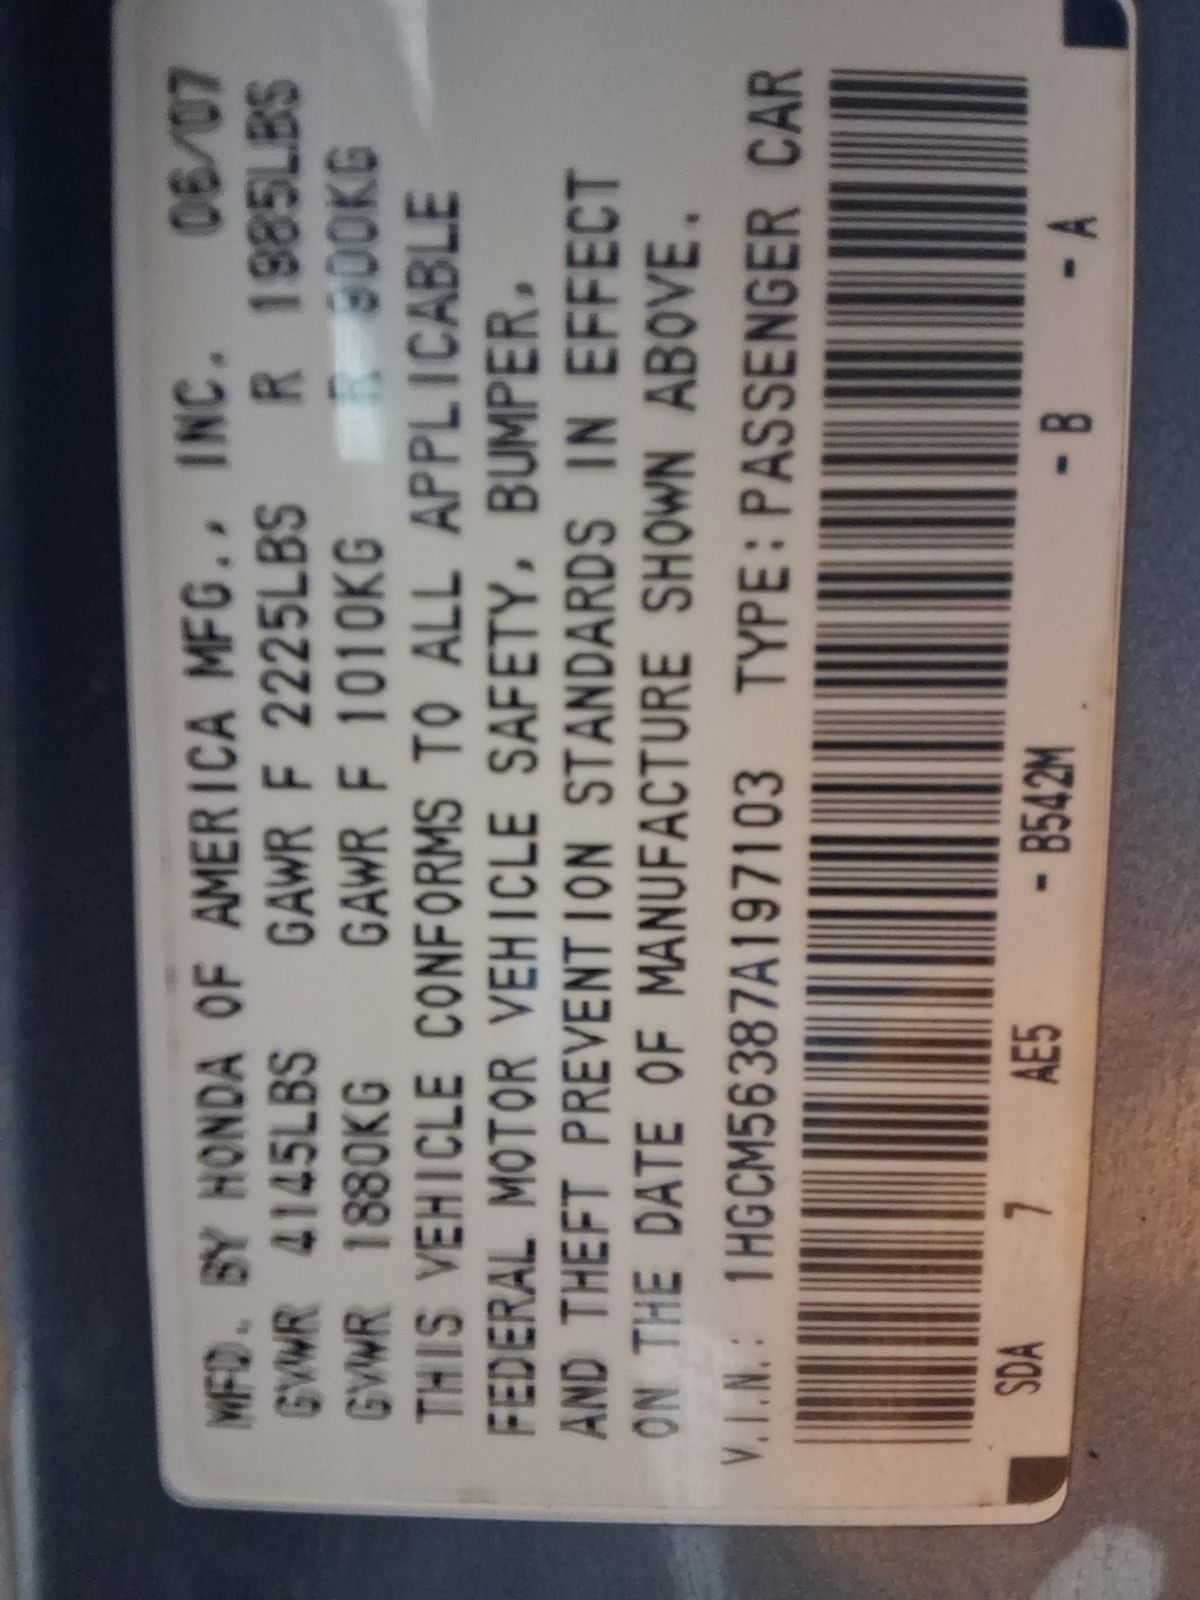 MFD. BY HONDA OF AMERICA MFG., INC. 06/07
GVWR 4145LBS GAWR F 2225LBS R 1985LBS
GVWR 1880KG GAWR F 1010KG R 900KG
THIS VEHICLE CONFORMS TO ALL APPLICABLE
FEDERAL MOTOR VEHICLE SAFETY, BUMPER,
AND THEFT PREVENTION STANDARDS IN EFFECT
ON THE DATE OF MANUFACTURE SHOWN ABOVE.
V.I.N.: 1HGCM56387A197103 TYPE: PASSENGER CAR
SDA 7 AE5 - B542M - B - A